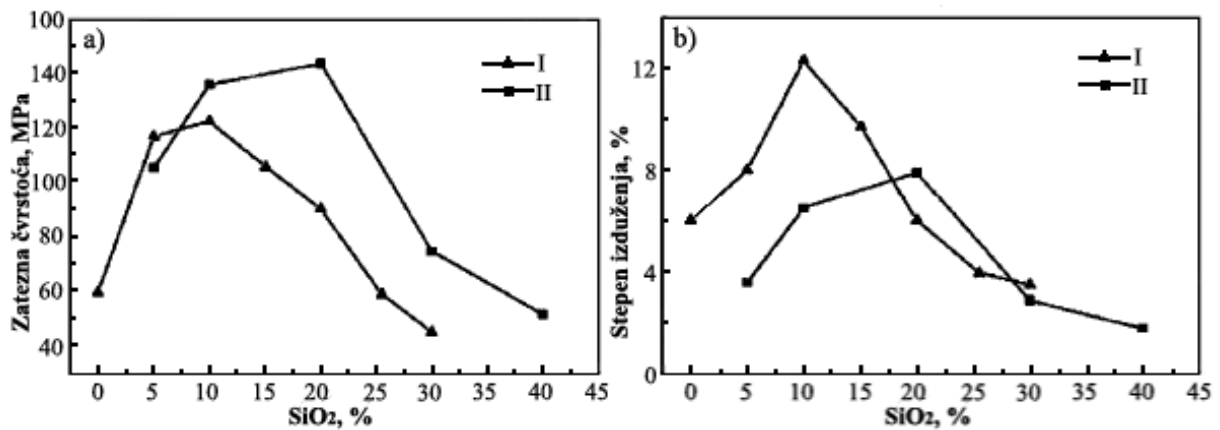 a)
I
II
100
140
120
100
80
60
40
Zatezna čvrstoća, MPa
0 5 10 15 20 25 30 35 40 45
SiO2, %
b)
I
II
12
8
4
0
Stepen izduženja, %
0 5 10 15 20 25 30 35 40 45
SiO2, %